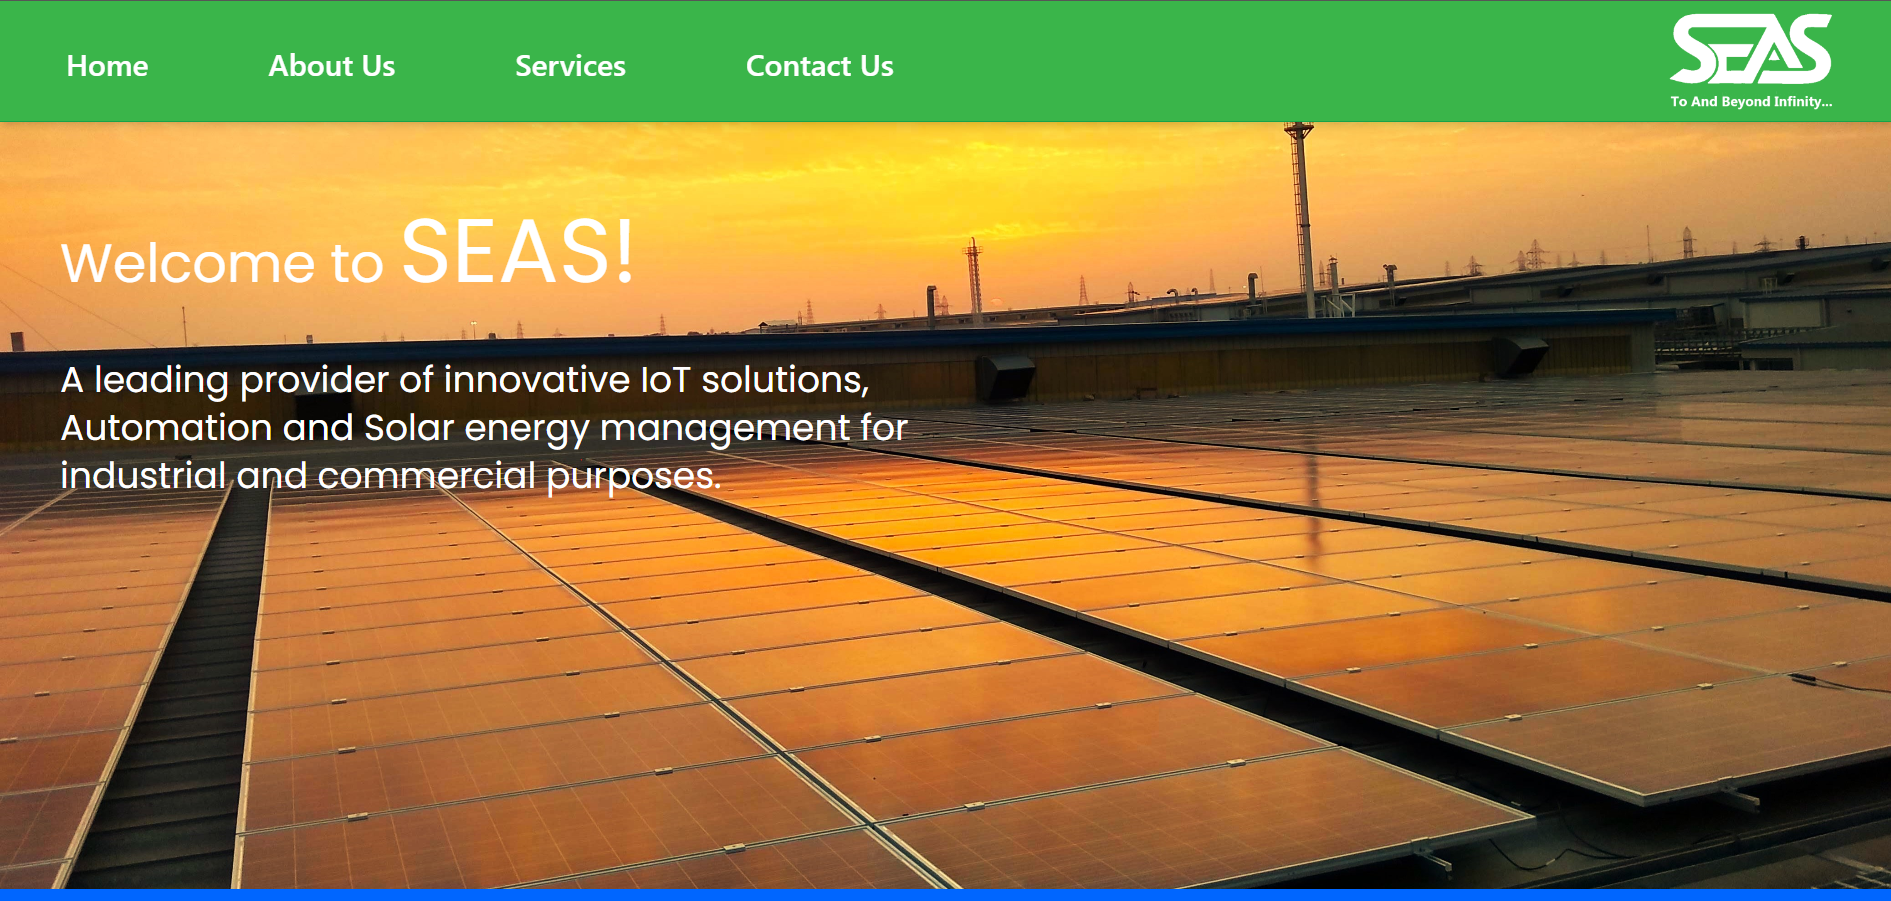 Home About Us Services Contact Us
SEAS
To And Beyond Infinity...
Welcome to SEAS!
A leading provider of innovative IoT solutions,
Automation and Solar energy management for
industrial and commercial purposes.